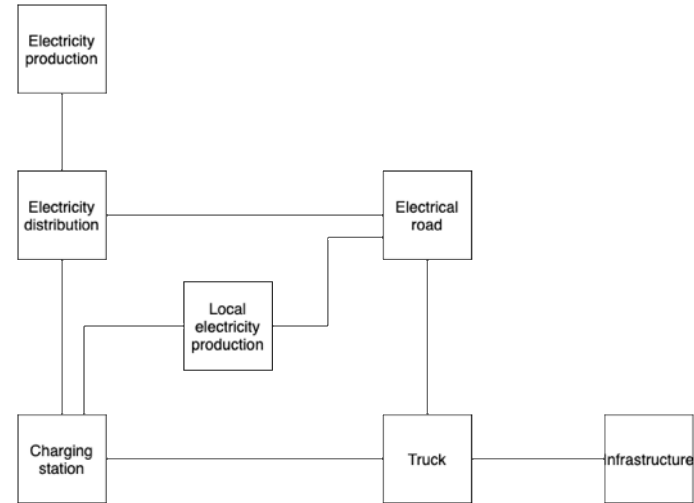 Electricity
production
Electricity
distribution
Electrical
road
Local
electricity
production
Charging
station
Truck
Infrastructure